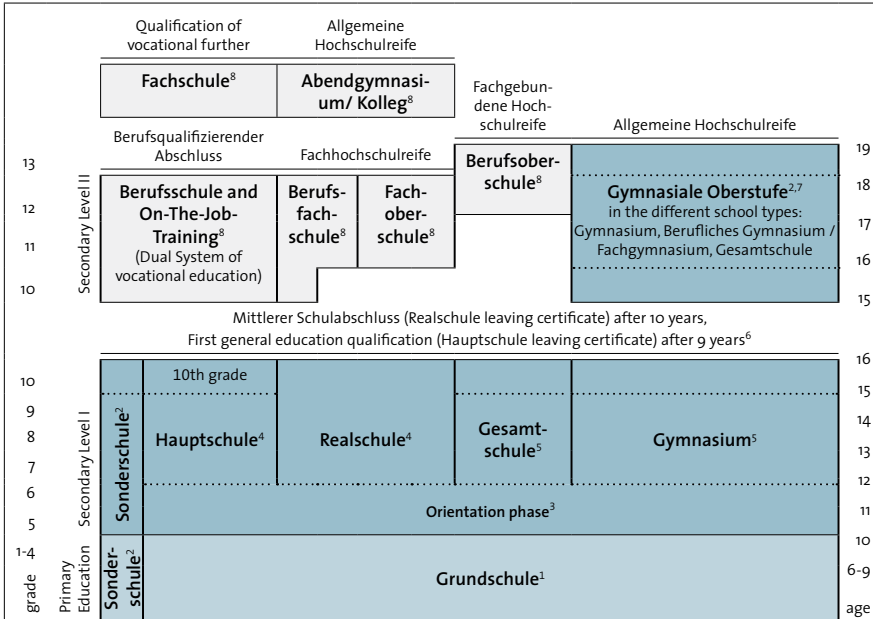 Qualification of
vocational further
Allgemeine
Hochschulreife
Fachschule⁸
Abendgymnasi-
um/ Kolleg⁸
Fachgebun-
dene Hoch-
schulreife
Allgemeine Hochschulreife
Berufsqualifizierender
Abschluss
Fachhochschulreife
Secondary Level II
13
12
11
10
Berufsschule and
On-The-Job-
Training⁸
(Dual System of
vocational education)
Berufs-
fach-
schule⁸
Fach-
ober-
schule⁸
Berufsober-
schule⁸
Gymnasiale Oberstufe²,⁷
in the different school types:
Gymnasium, Berufliches Gymnasium /
Fachgymnasium, Gesamtschule
19
18
17
16
15
Mittlerer Schulabschluss (Realschule leaving certificate) after 10 years,
First general education qualification (Hauptschule leaving certificate) after 9 years⁶
Secondary Level I
10
9
8
7
6
5
Sonderschule²
10th grade
Hauptschule⁴
Realschule⁴
Gesamt-
schule⁵
Gymnasium⁵
Orientation phase³
16
15
14
13
12
11
10
1-4
grade
Primary
Education
Sonder-
schule²
Grundschule¹
6-9
age